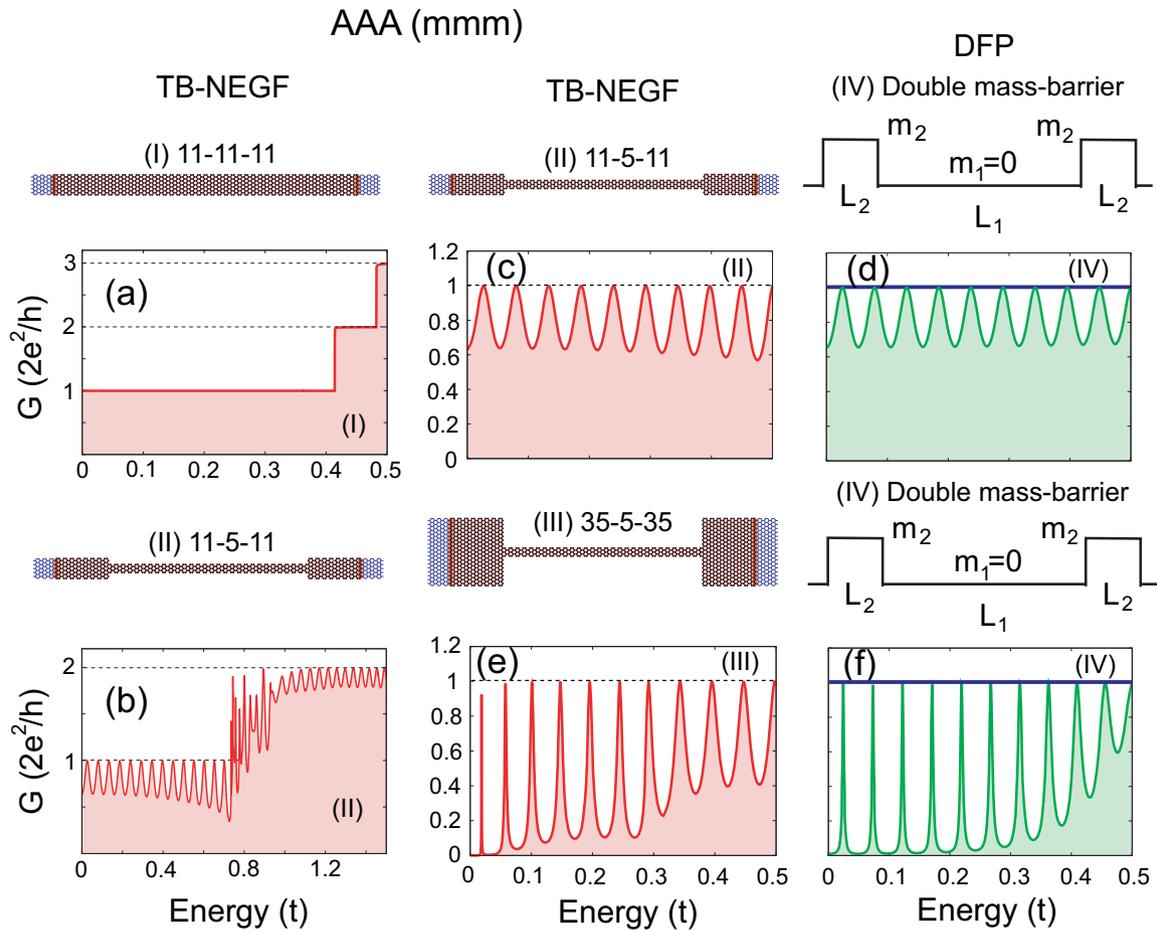 AAA (mmm)
TB-NEGF
TB-NEGF
DFP
(I) 11-11-11
(II) 11-5-11
(IV) Double mass-barrier
m2
m2
m1=0
L2
L2
L1
G (2e2/h)
3
2
1
(a)
(I)
0 0.1 0.2 0.3 0.4 0.5
1.2
1
0.8
0.6
0.4
0.2
0
(c)
(II)
(d)
(IV)
(II) 11-5-11
(III) 35-5-35
(IV) Double mass-barrier
m2
m2
m1=0
L2
L2
L1
G (2e2/h)
2
1
(b)
(II)
0 0.4 0.8 1.2
Energy (t)
1.2
1
0.8
0.6
0.4
0.2
0
(e)
(III)
0 0.1 0.2 0.3 0.4 0.5
Energy (t)
(f)
(IV)
0 0.1 0.2 0.3 0.4 0.5
Energy (t)